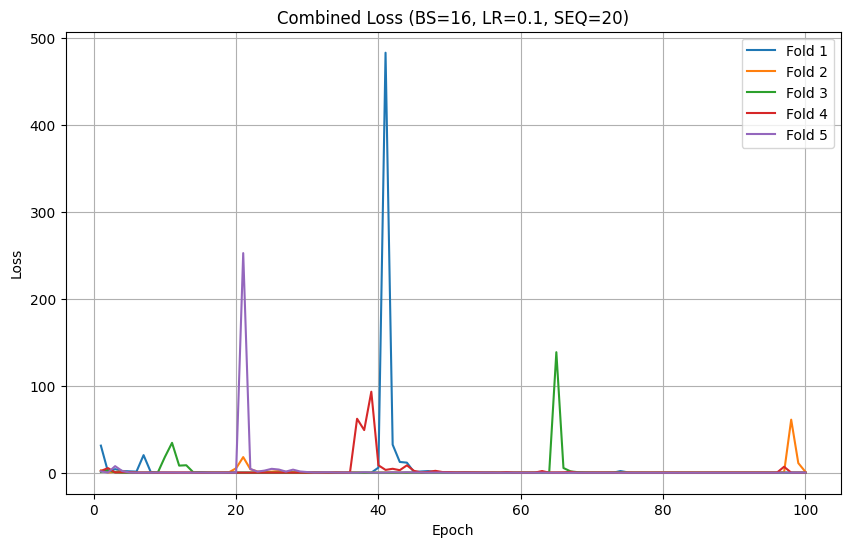 Combined Loss (BS=16, LR=0.1, SEQ=20)
500
400
300
200
100
0
Loss
Fold 1
Fold 2
Fold 3
Fold 4
Fold 5
0 20 40 60 80 100
Epoch